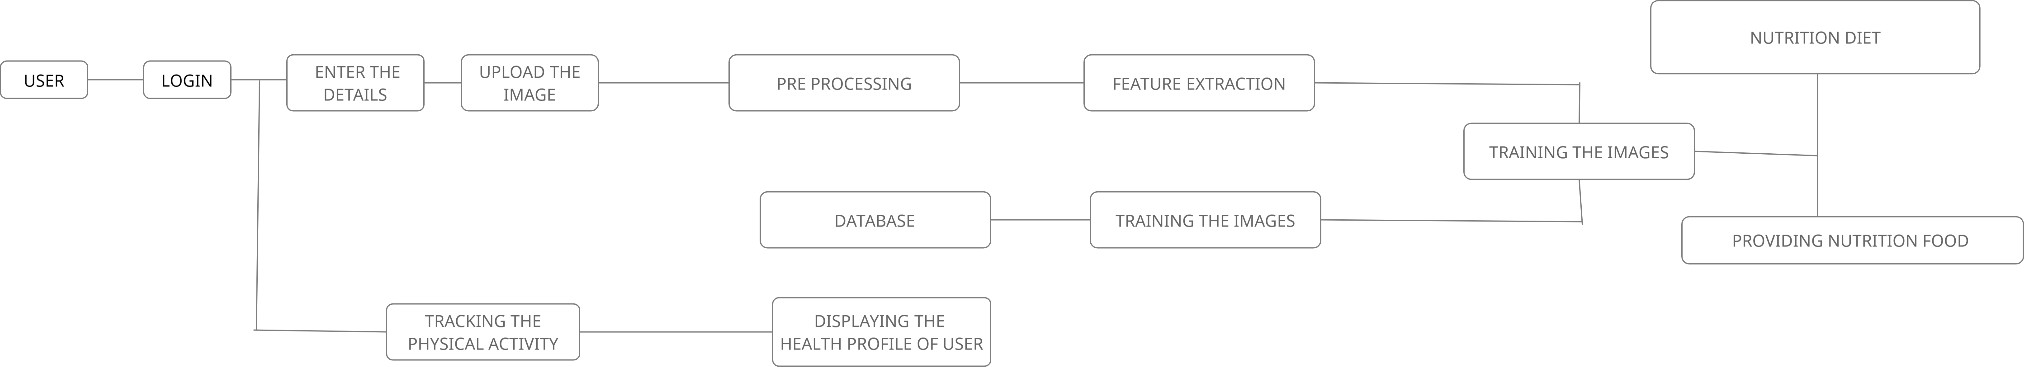 NUTRITION DIET
USER
LOGIN
ENTER THE
DETAILS
UPLOAD THE
IMAGE
PRE PROCESSING
FEATURE EXTRACTION
TRAINING THE IMAGES
DATABASE
TRAINING THE IMAGES
PROVIDING NUTRITION FOOD
TRACKING THE
PHYSICAL ACTIVITY
DISPLAYING THE
HEALTH PROFILE OF USER